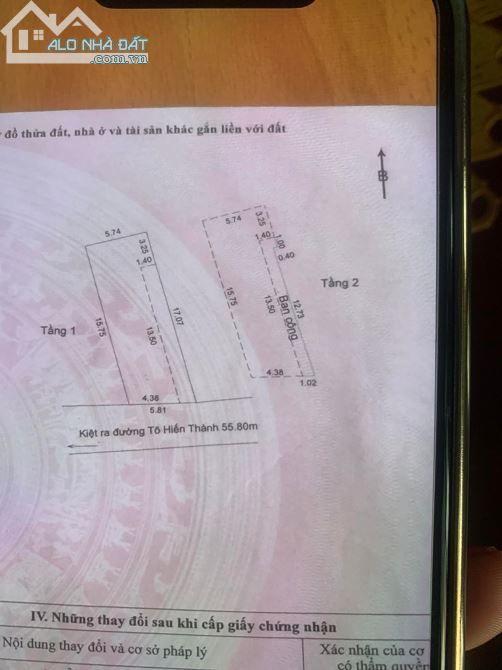 ALO NHÀ ĐẤT
.com.vn
đồ thửa đất, nhà ở và tài sản khác gắn liền với đất
B
5.74
3.25
1.40
15.75
13.50
17.07
4.38
5.81
Tầng 1
5.74
3.25
1.00
1.40
0.40
15.75
13.50
Ban công
12.73
4.38
1.02
Tầng 2
Kiệt ra đường Tô Hiến Thành 55.80m
IV. Những thay đổi sau khi cấp giấy chứng nhận
Nội dung thay đổi và cơ sở pháp lý
Xác nhận của cơ
có thẩm quyền